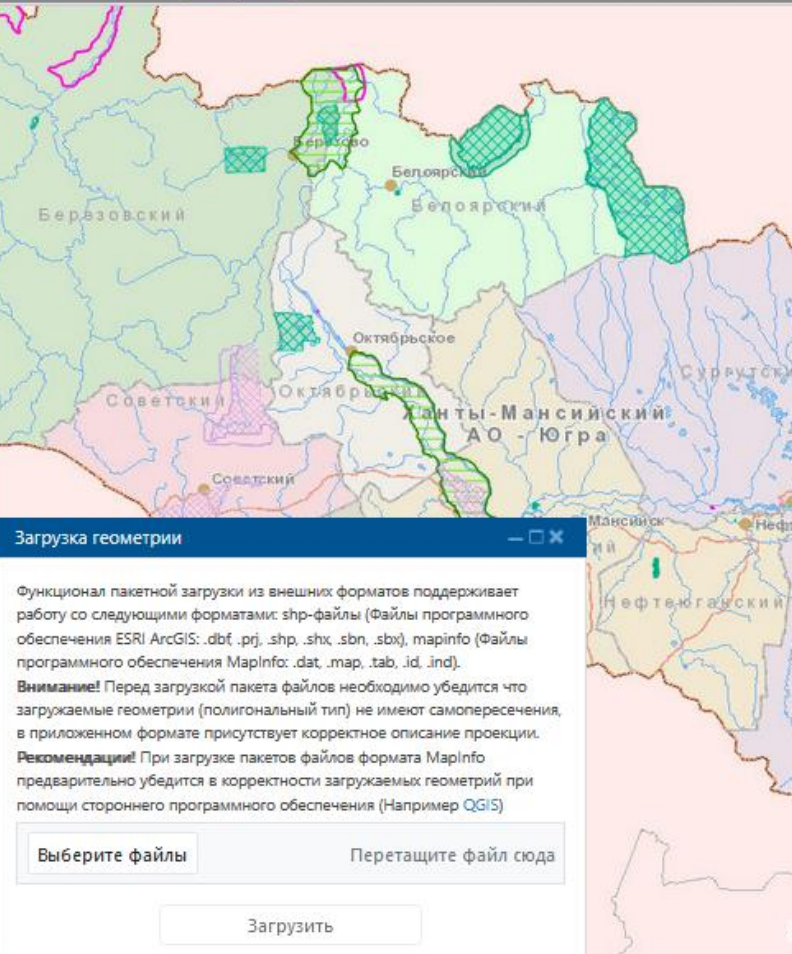 Березово
Белоярский
Березовский
Белоярский
Октябрьское
Сургутски
Советский
Октябрьский
Ханты-Мансийский
АО - Югра
Советский
Мансийск
Нефт
ий
Нефтеюганский
Загрузка геометрии
Функционал пакетной загрузки из внешних форматов поддерживает
работу со следующими форматами: shp-файлы (Файлы программного
обеспечения ESRI ArcGIS: .dbf, .prj, .shp, .shx, .sbn, .sbx), mapinfo (Файлы
программного обеспечения MapInfo: .dat, .map, .tab, .id, .ind).
Внимание! Перед загрузкой пакета файлов необходимо убедится что
загружаемые геометрии (полигональный тип) не имеют самопересечения,
в приложенном формате присутствует корректное описание проекции.
Рекомендации! При загрузке пакетов файлов формата MapInfo
предварительно убедится в корректности загружаемых геометрий при
помощи стороннего программного обеспечения (Например QGIS)
Выберите файлы
Перетащите файл сюда
Загрузить